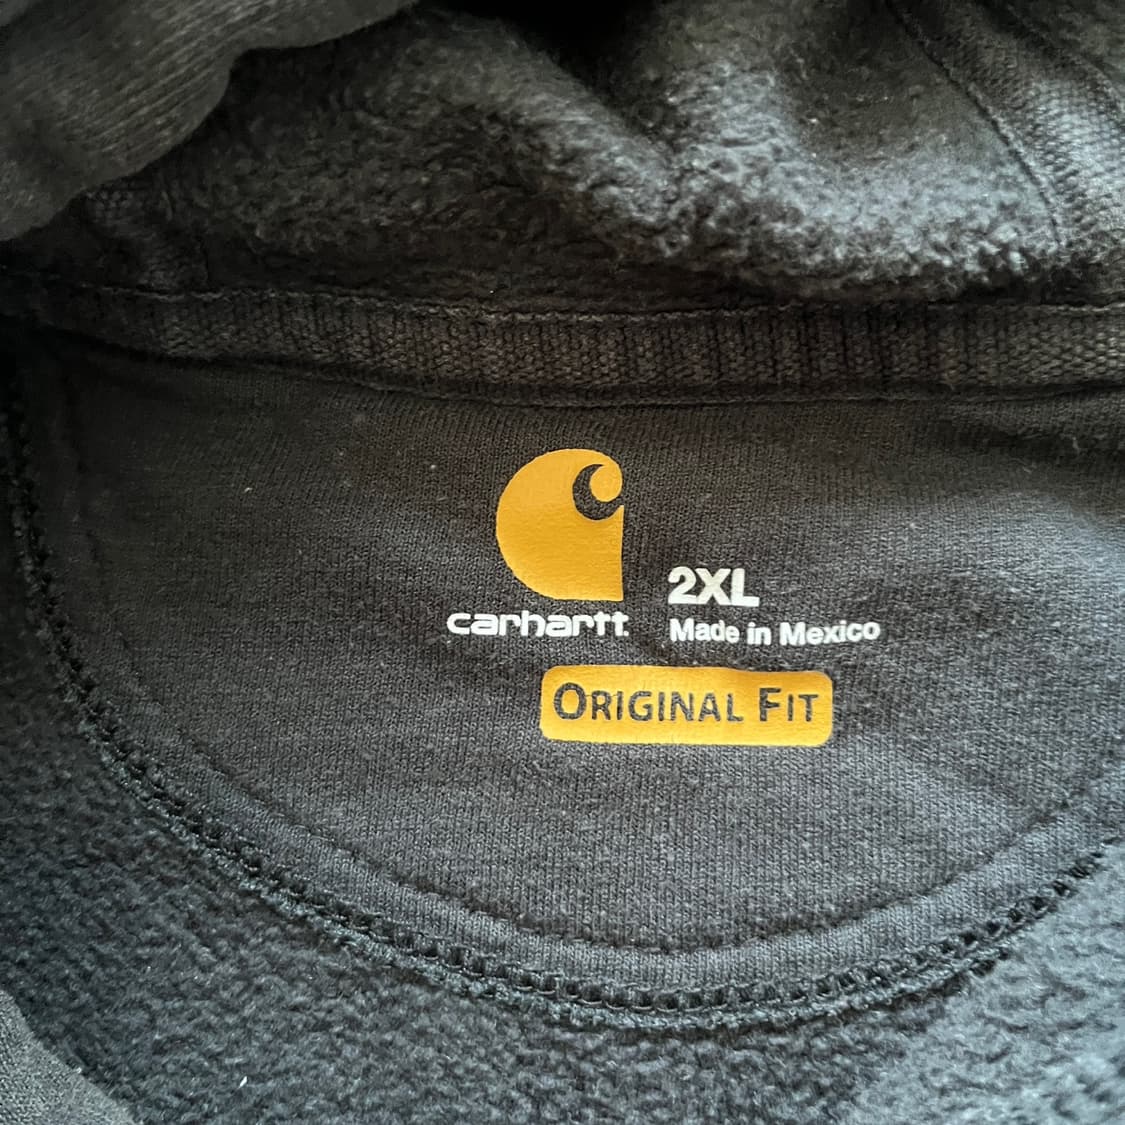 carhartt
2XL
Made in Mexico
ORIGINAL FIT